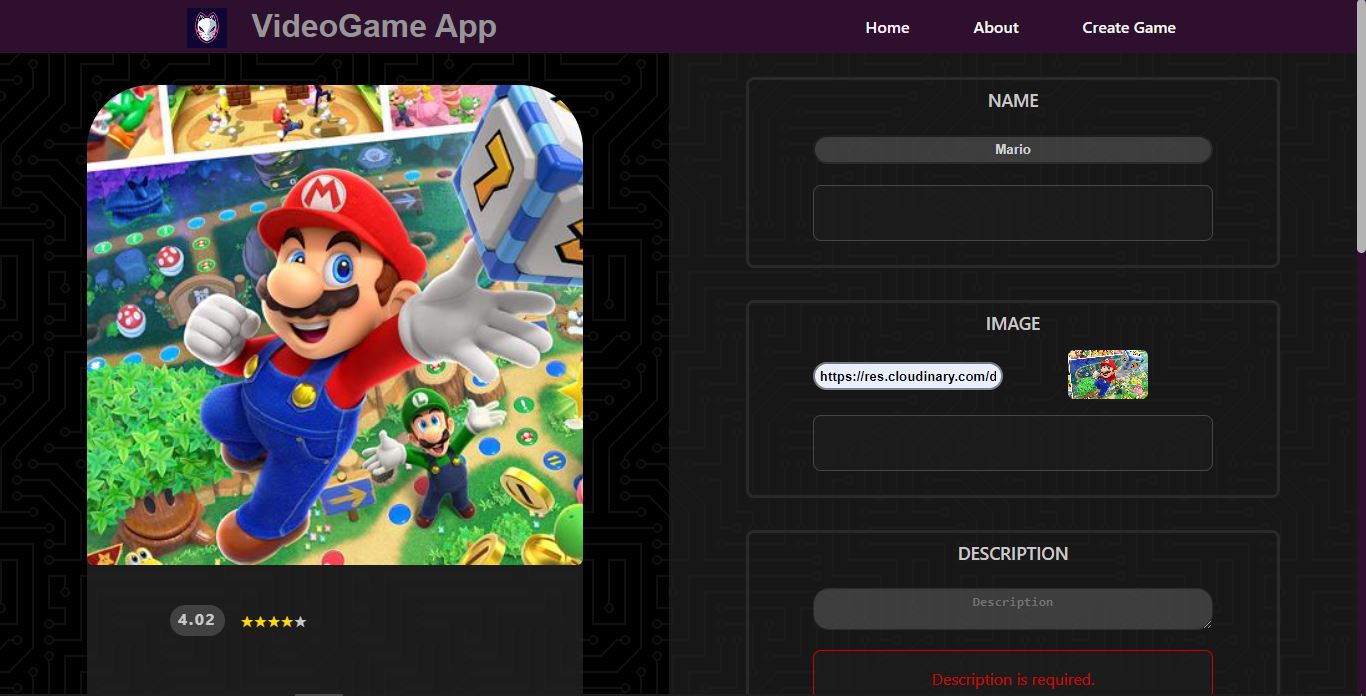 VideoGame App
Home
About
Create Game
M
L
4.02
NAME
Mario
IMAGE
https://res.cloudinary.com/d
DESCRIPTION
Description
Description is required.